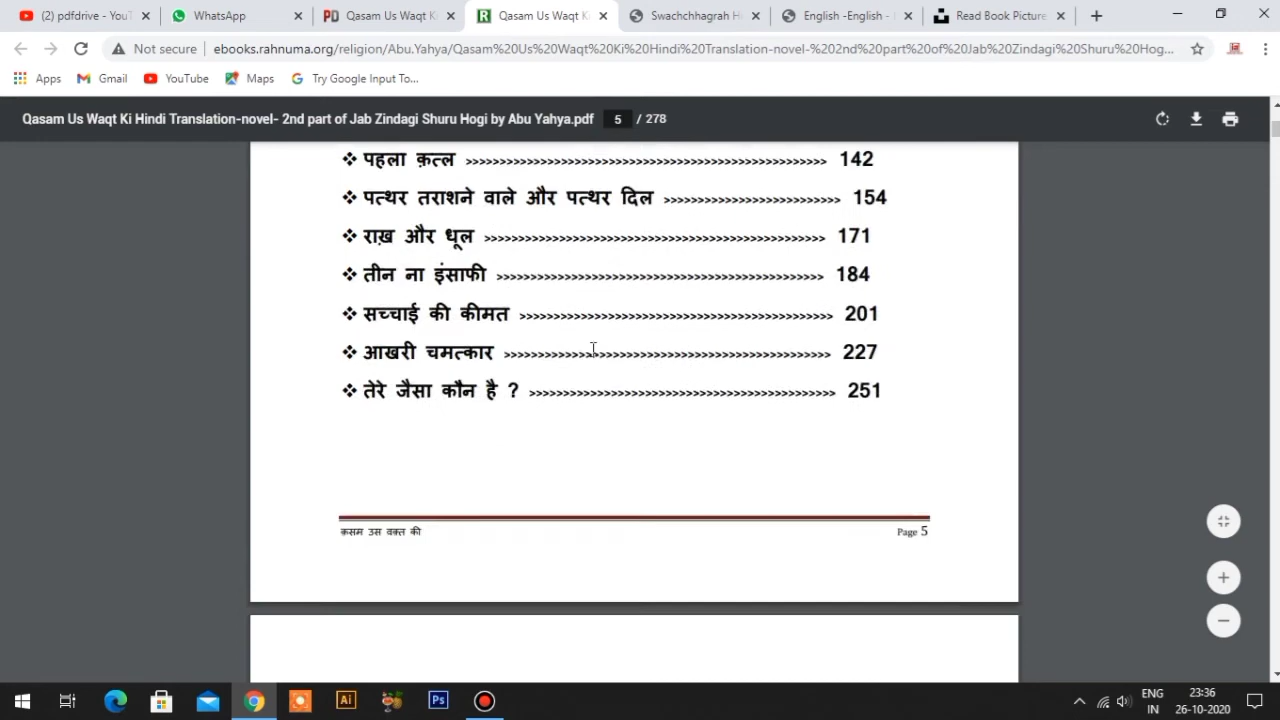 (2) pdfdrive - YouT
WhatsApp
Qasam Us Waqt Ki
Qasam Us Waqt Ki
Swachchhagrah Hi
English -English -
Read Book Picture
Not secure
ebooks.rahnuma.org/religion/Abu.Yahya/Qasam%20Us%20Waqt%20Ki%20Hindi%20Translation-novel-%202nd%20part%20of%20Jab%20Zindagi%20Shuru%20Hog...
Apps
Gmail
YouTube
Maps
Try Google Input To...
Qasam Us Waqt Ki Hindi Translation-novel- 2nd part of Jab Zindagi Shuru Hogi by Abu Yahya.pdf 5 / 278
❖ पहला क़त्ल >>>>>>>>>>>>>>>>>>>>>>>>>>>>>>>>>>>>>>>>>>>>>>>>>>>> 142
❖ पत्थर तराशने वाले और पत्थर दिल >>>>>>>>>>>>>>>>>>>>>>>>>> 154
❖ राख़ और धूल >>>>>>>>>>>>>>>>>>>>>>>>>>>>>>>>>>>>>>>>>>>>>>>>>> 171
❖ तीन ना इंसाफी >>>>>>>>>>>>>>>>>>>>>>>>>>>>>>>>>>>>>>>>>>>>>>>> 184
❖ सच्चाई की कीमत >>>>>>>>>>>>>>>>>>>>>>>>>>>>>>>>>>>>>>>>>>>>>> 201
❖ आखरी चमत्कार >>>>>>>>>>>>>>>>>>>>>>>>>>>>>>>>>>>>>>>>>>>>>>>> 227
❖ तेरे जैसा कौन है ? >>>>>>>>>>>>>>>>>>>>>>>>>>>>>>>>>>>>>>>>>>>>> 251
क़सम उस वक़्त की
Page 5
Ai
Ps
ENG
IN
23:36
26-10-2020